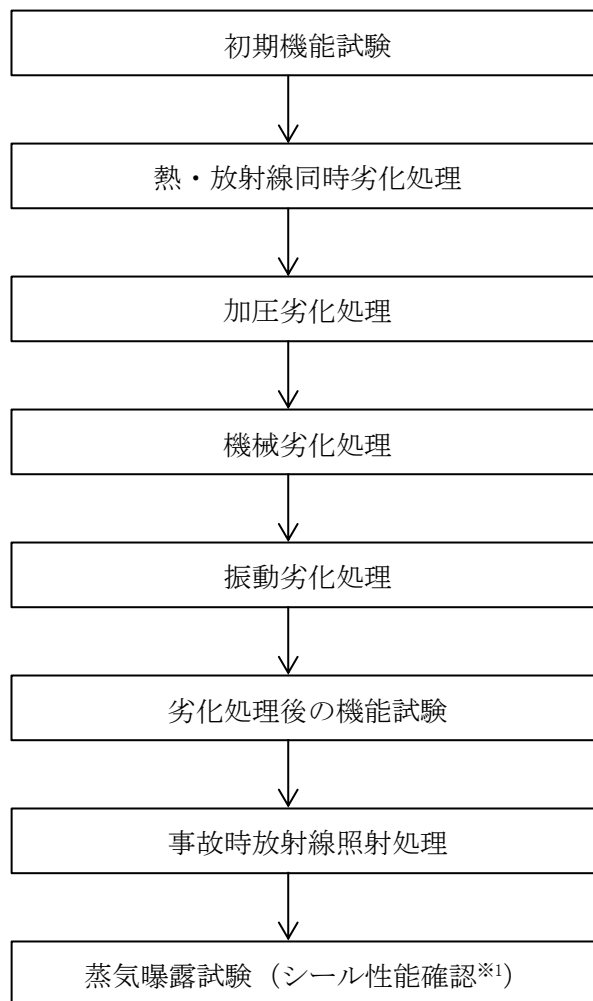 初期機能試験
熱・放射線同時劣化処理
加圧劣化処理
機械劣化処理
振動劣化処理
劣化処理後の機能試験
事故時放射線照射処理
蒸気曝露試験（シール性能確認※1）